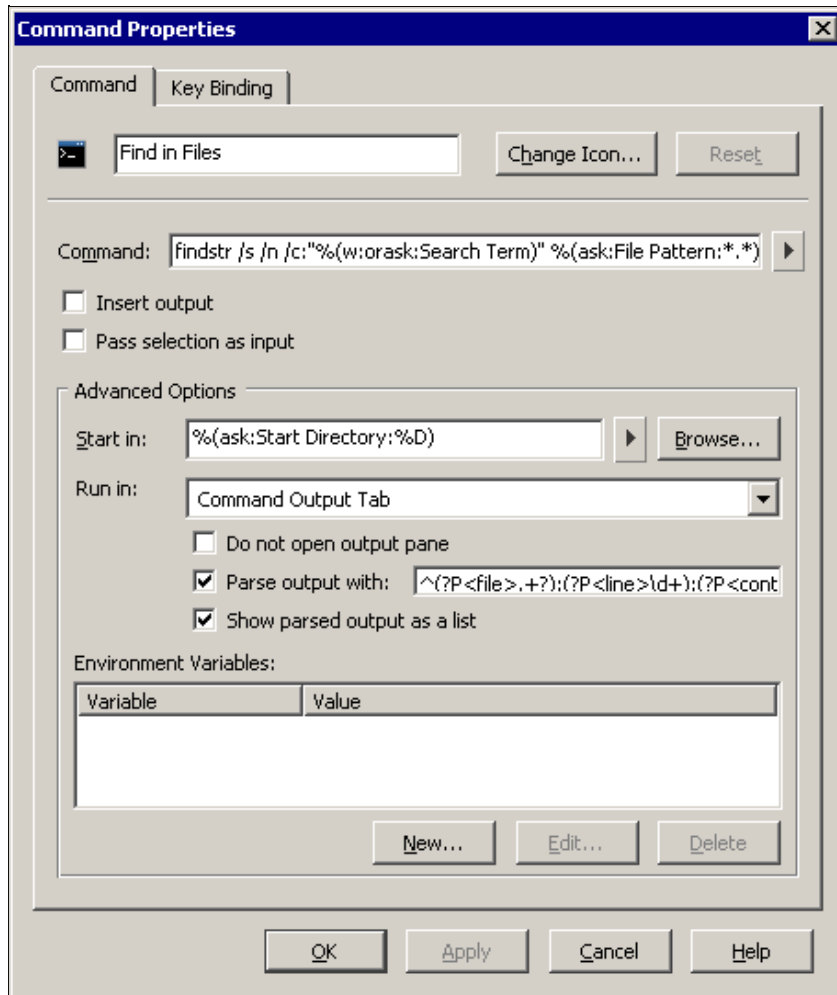 Command Properties
Command
Key Binding
Find in Files
Change Icon...
Reset
Command: findstr /s /n /c:"%(w:orask:Search Term)" %(ask:File Pattern:*.*)
Insert output
Pass selection as input
Advanced Options
Start in: %(ask:Start Directory:%D) Browse...
Run in: Command Output Tab
Do not open output pane
Parse output with: ^(?P<file>.+?):(?P<line>\d+):(?P<cont
Show parsed output as a list
Environment Variables:
Variable Value
New... Edit... Delete
OK Apply Cancel Help